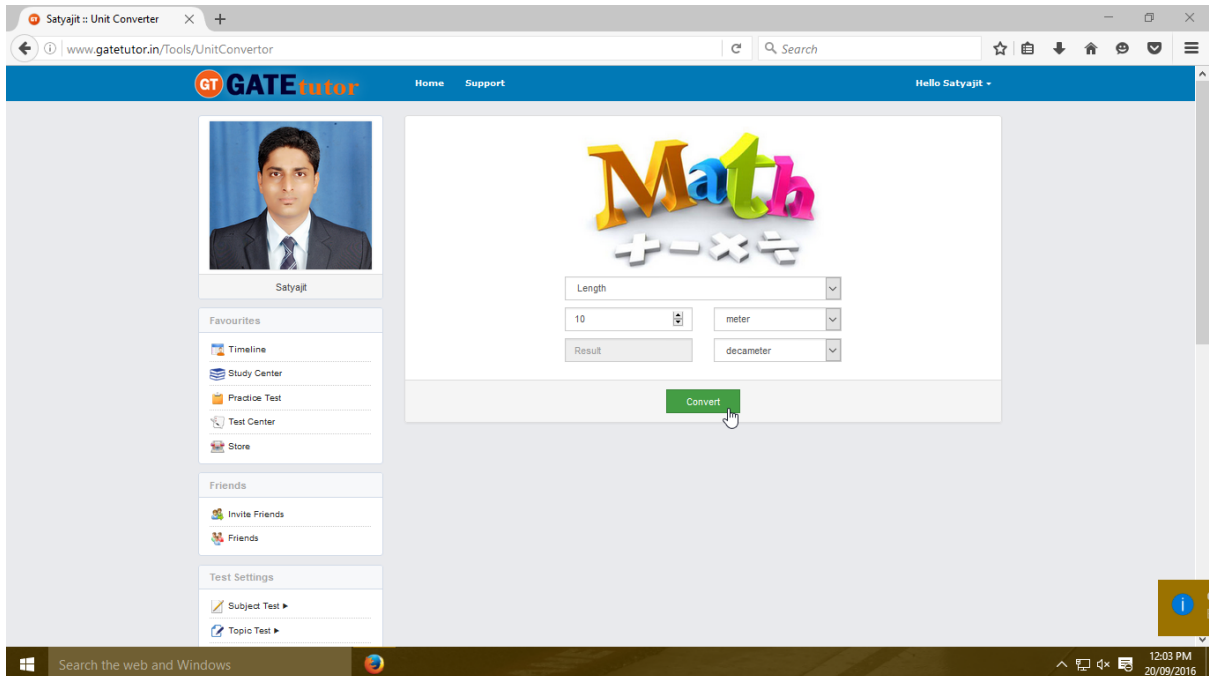 Satyajit :: Unit Converter
www.gatetutor.in/Tools/UnitConvertor
Search
GT GATEtutor
Home Support
Hello Satyajit
Math
Satyajit
Length
10 meter
Result decameter
Convert
Favourites
Timeline
Study Center
Practice Test
Test Center
Store
Friends
Invite Friends
Friends
Test Settings
Subject Test
Topic Test
Search the web and Windows
12:03 PM
20/09/2016